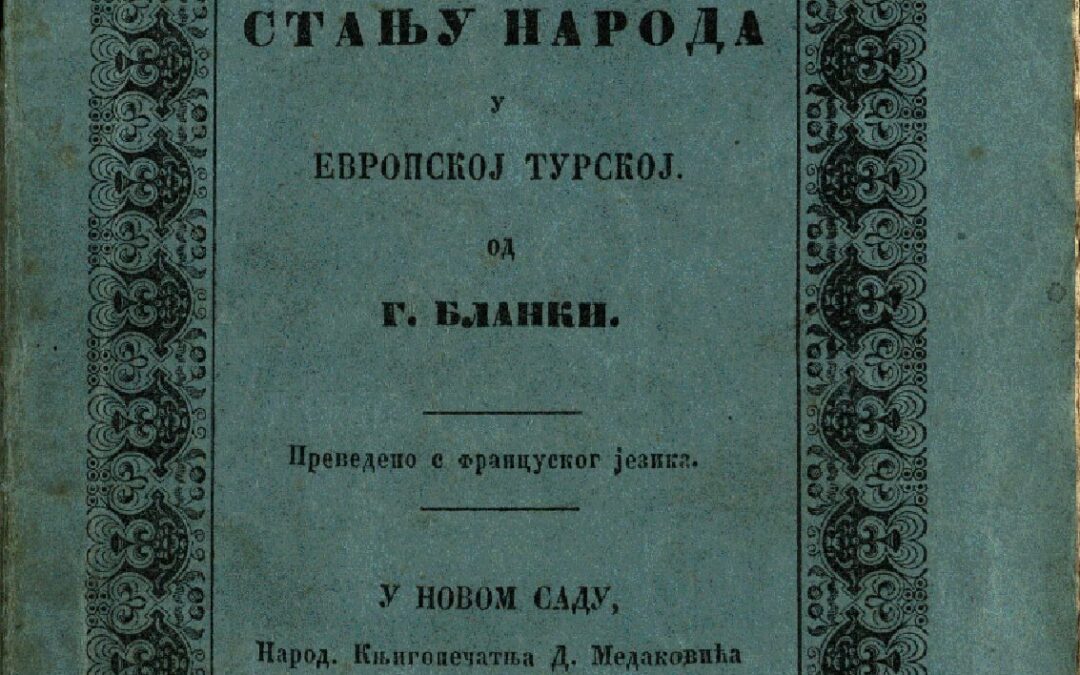 СТАЊУ НАРОДА
У
ЕВРОПСКОЈ ТУРСКОЈ.
ОД
Г. БЛАНКИ.
Преведено с француског језика.
У НОВОМ САДУ,
Народ. Књигопечатња Д. Медаковића